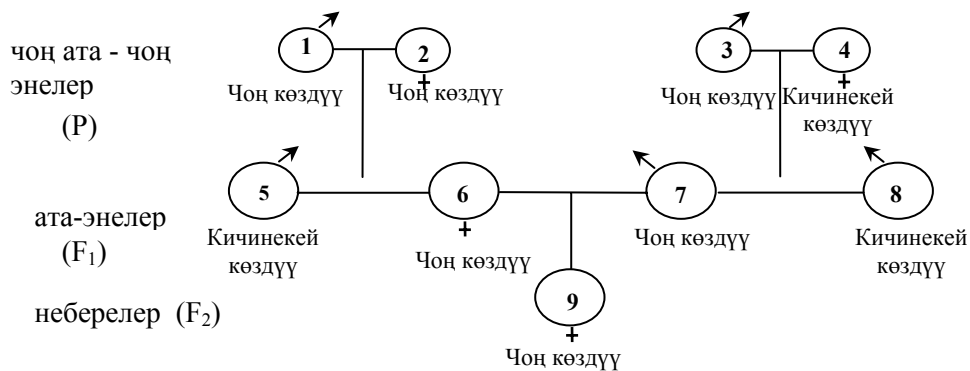 чоң ата - чоң
энелер
(P)
1
2
3
4
Чоң көздүү
Чоң көздүү
Чоң көздүү
Кичинекей
көздүү
5
6
7
8
ата-энелер
(F₁)
Кичинекей
көздүү
Чоң көздүү
Чоң көздүү
Кичинекей
көздүү
неберелер (F₂)
9
Чоң көздүү